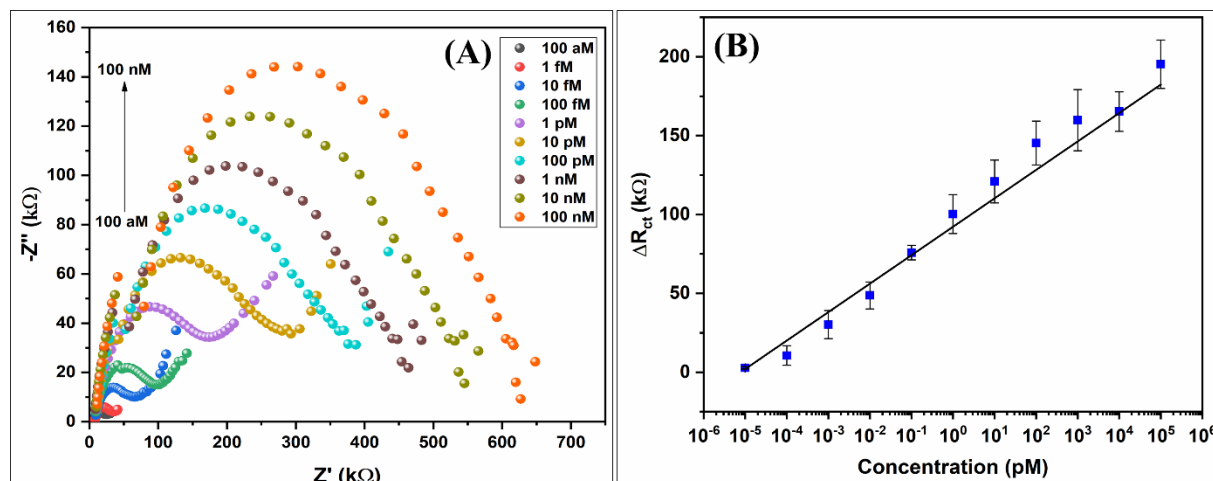 (A)
160
140
120
100
80
60
40
20
0
-Z" (kΩ)
100 nM
100 aM
100 aM
1 fM
10 fM
100 fM
1 pM
10 pM
100 pM
1 nM
10 nM
100 nM
0 100 200 300 400 500 600 700
Z' (kΩ)
(B)
200
150
100
50
0
ΔRct (kΩ)
10-6 10-5 10-4 10-3 10-2 10-1 100 101 102 103 104 105 106
Concentration (pM)